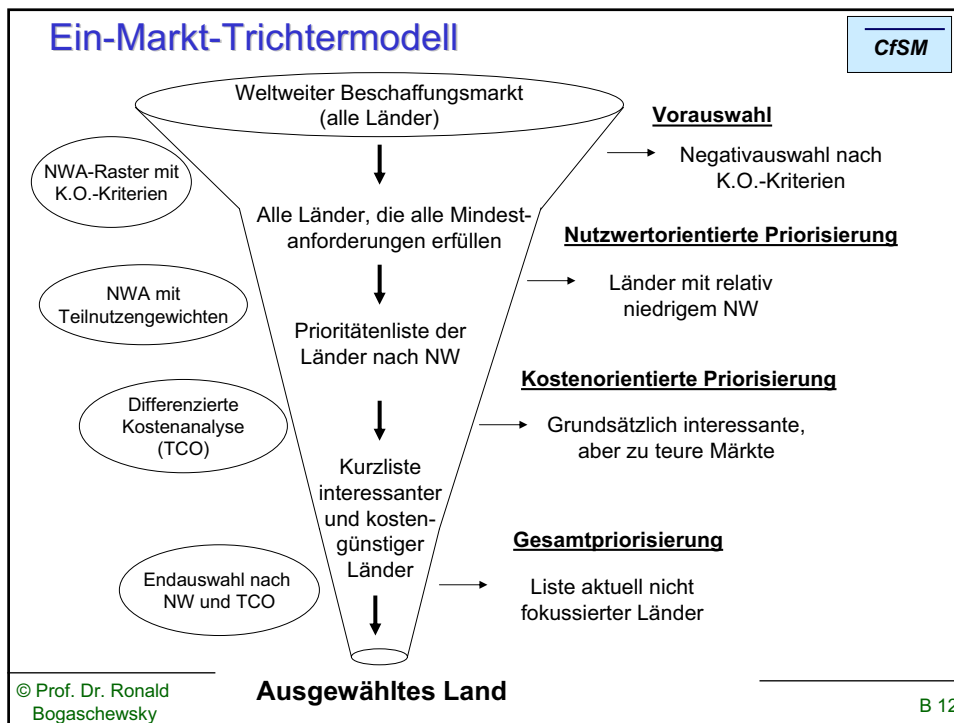 Ein-Markt-Trichtermodell
CfSM
Weltweiter Beschaffungsmarkt
(alle Länder)
Vorauswahl
NWA-Raster mit
K.O.-Kriterien
Negativauswahl nach
K.O.-Kriterien
Alle Länder, die alle Mindest-
anforderungen erfüllen
Nutzwertorientierte Priorisierung
NWA mit
Teilnutzengewichten
Länder mit relativ
niedrigem NW
Prioritätenliste der
Länder nach NW
Kostenorientierte Priorisierung
Differenzierte
Kostenanalyse
(TCO)
Grundsätzlich interessante,
aber zu teure Märkte
Kurzliste
interessanter
und kosten-
günstiger
Länder
Gesamtpriorisierung
Endauswahl nach
NW und TCO
Liste aktuell nicht
fokussierter Länder
Ausgewähltes Land
© Prof. Dr. Ronald
Bogaschewsky
B 12